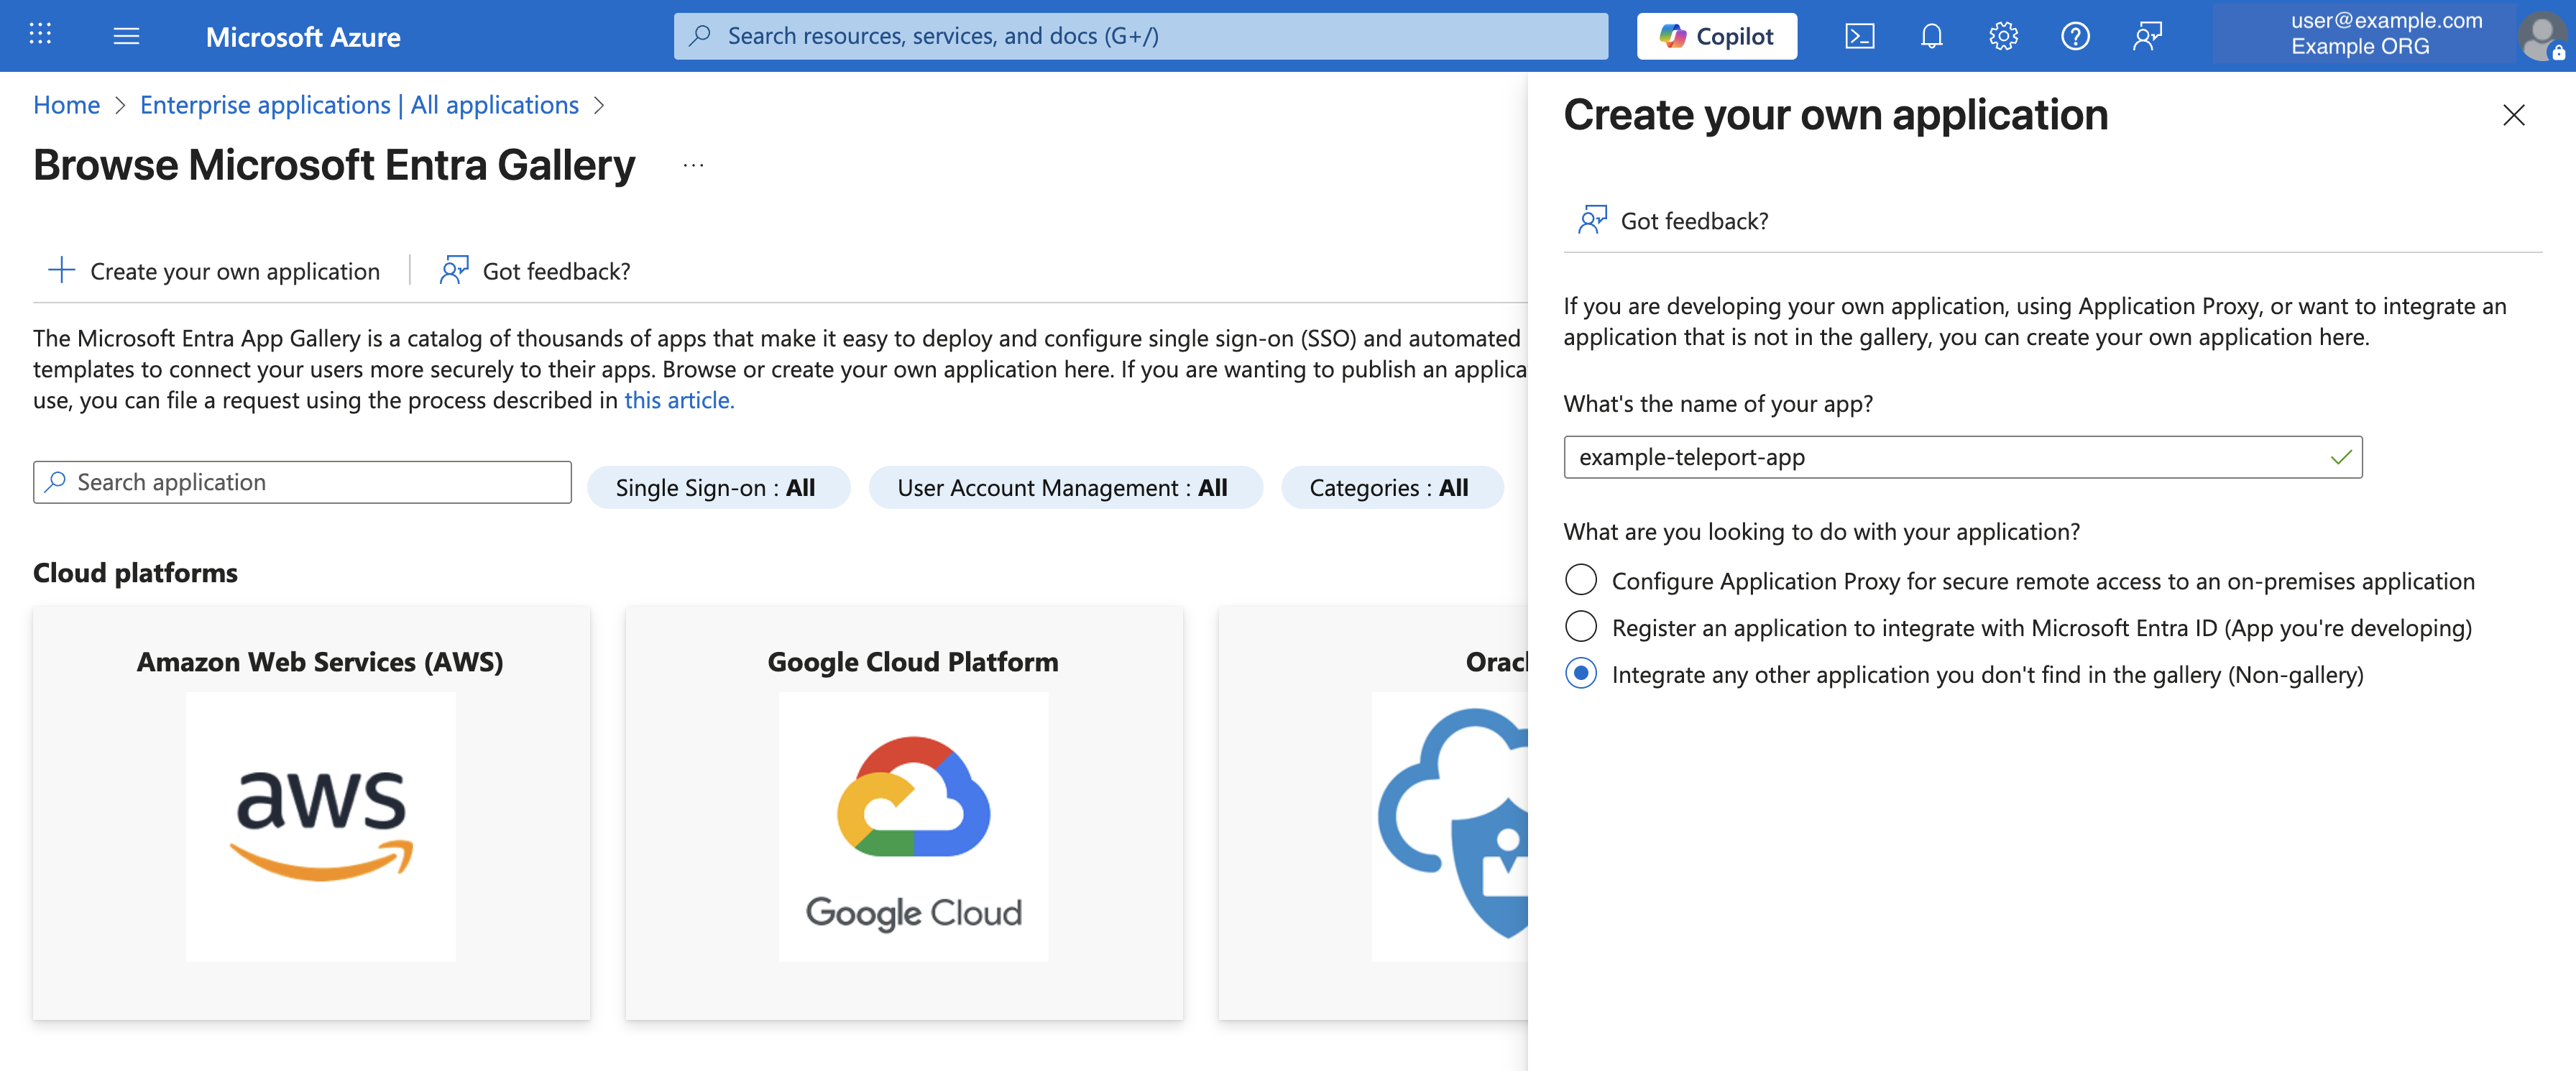 Microsoft Azure
Search resources, services, and docs (G+/)
Copilot
user@example.com
Example ORG
Home > Enterprise applications | All applications >
Browse Microsoft Entra Gallery ...
Create your own application
Got feedback?
The Microsoft Entra App Gallery is a catalog of thousands of apps that make it easy to deploy and configure single sign-on (SSO) and automated
templates to connect your users more securely to their apps. Browse or create your own application here. If you are wanting to publish an applica
use, you can file a request using the process described in this article.
Search application
Single Sign-on : All
User Account Management : All
Categories : All
Cloud platforms
Amazon Web Services (AWS)
aws
Google Cloud Platform
Google Cloud
Create your own application
Got feedback?
If you are developing your own application, using Application Proxy, or want to integrate an
application that is not in the gallery, you can create your own application here.
What's the name of your app?
example-teleport-app
What are you looking to do with your application?
Configure Application Proxy for secure remote access to an on-premises application
Register an application to integrate with Microsoft Entra ID (App you're developing)
Integrate any other application you don't find in the gallery (Non-gallery)